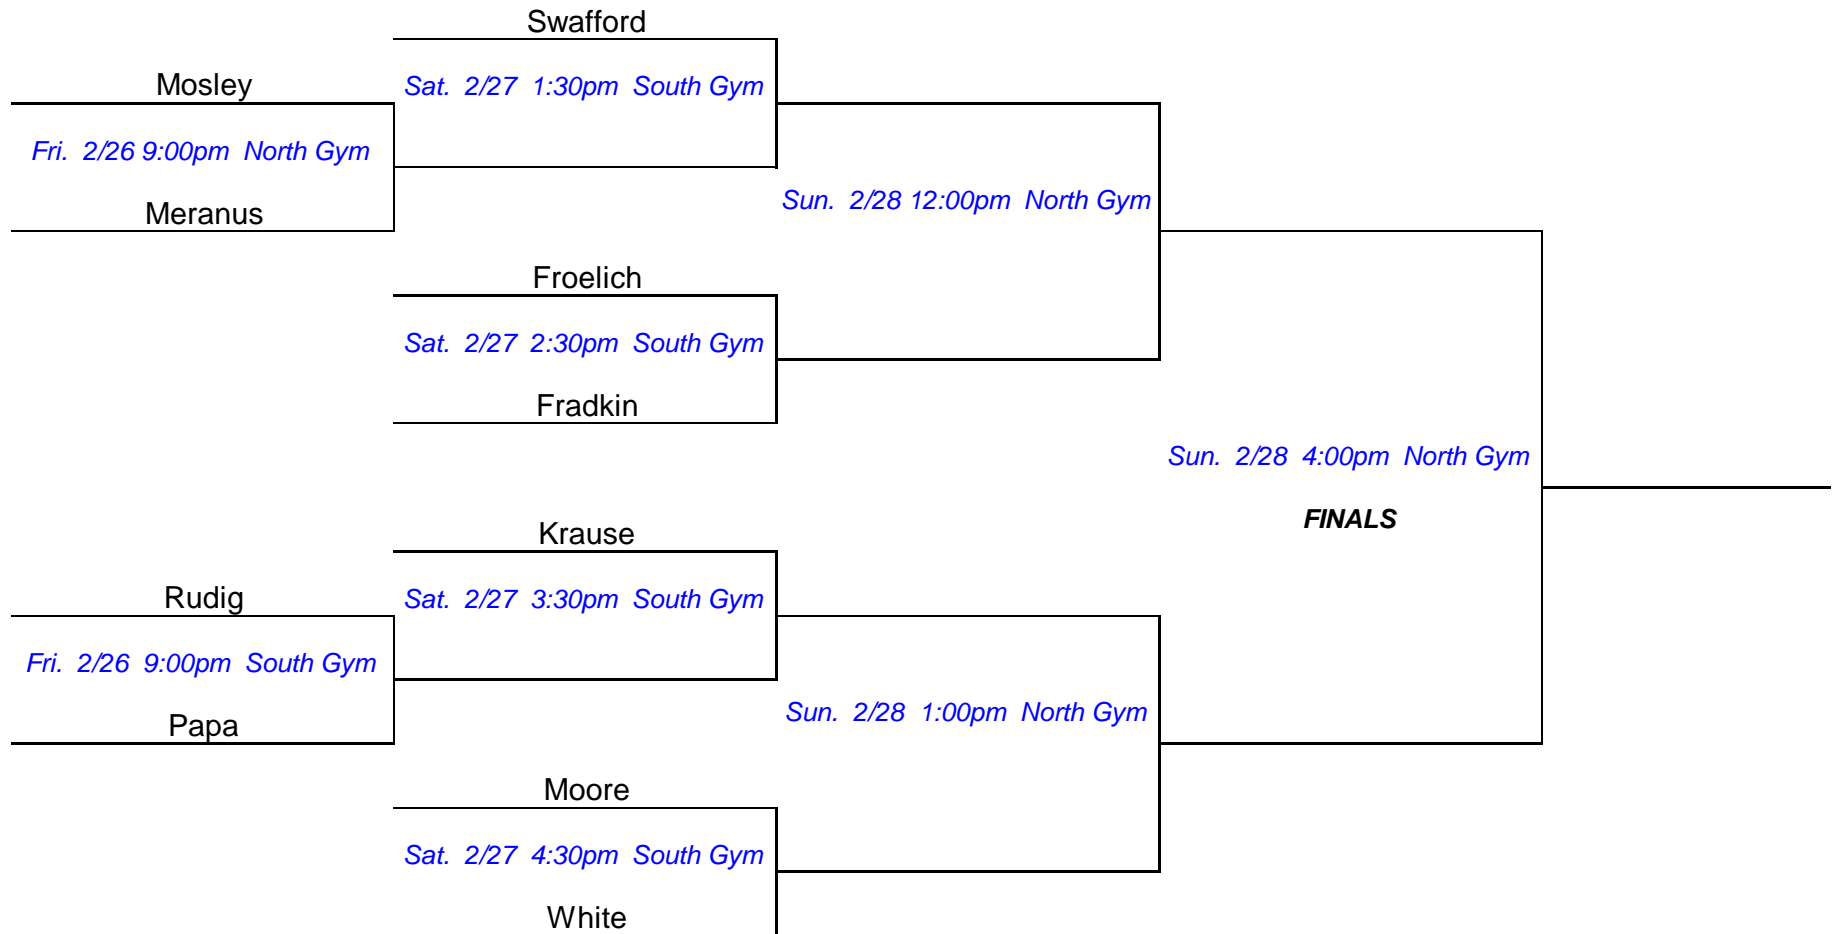 Swafford
Mosley
Sat. 2/27 1:30pm South Gym
Fri. 2/26 9:00pm North Gym
Meranus
Sun. 2/28 12:00pm North Gym
Froelich
Sat. 2/27 2:30pm South Gym
Fradkin
Sun. 2/28 4:00pm North Gym
FINALS
Krause
Rudig
Sat. 2/27 3:30pm South Gym
Fri. 2/26 9:00pm South Gym
Papa
Sun. 2/28 1:00pm North Gym
Moore
Sat. 2/27 4:30pm South Gym
White